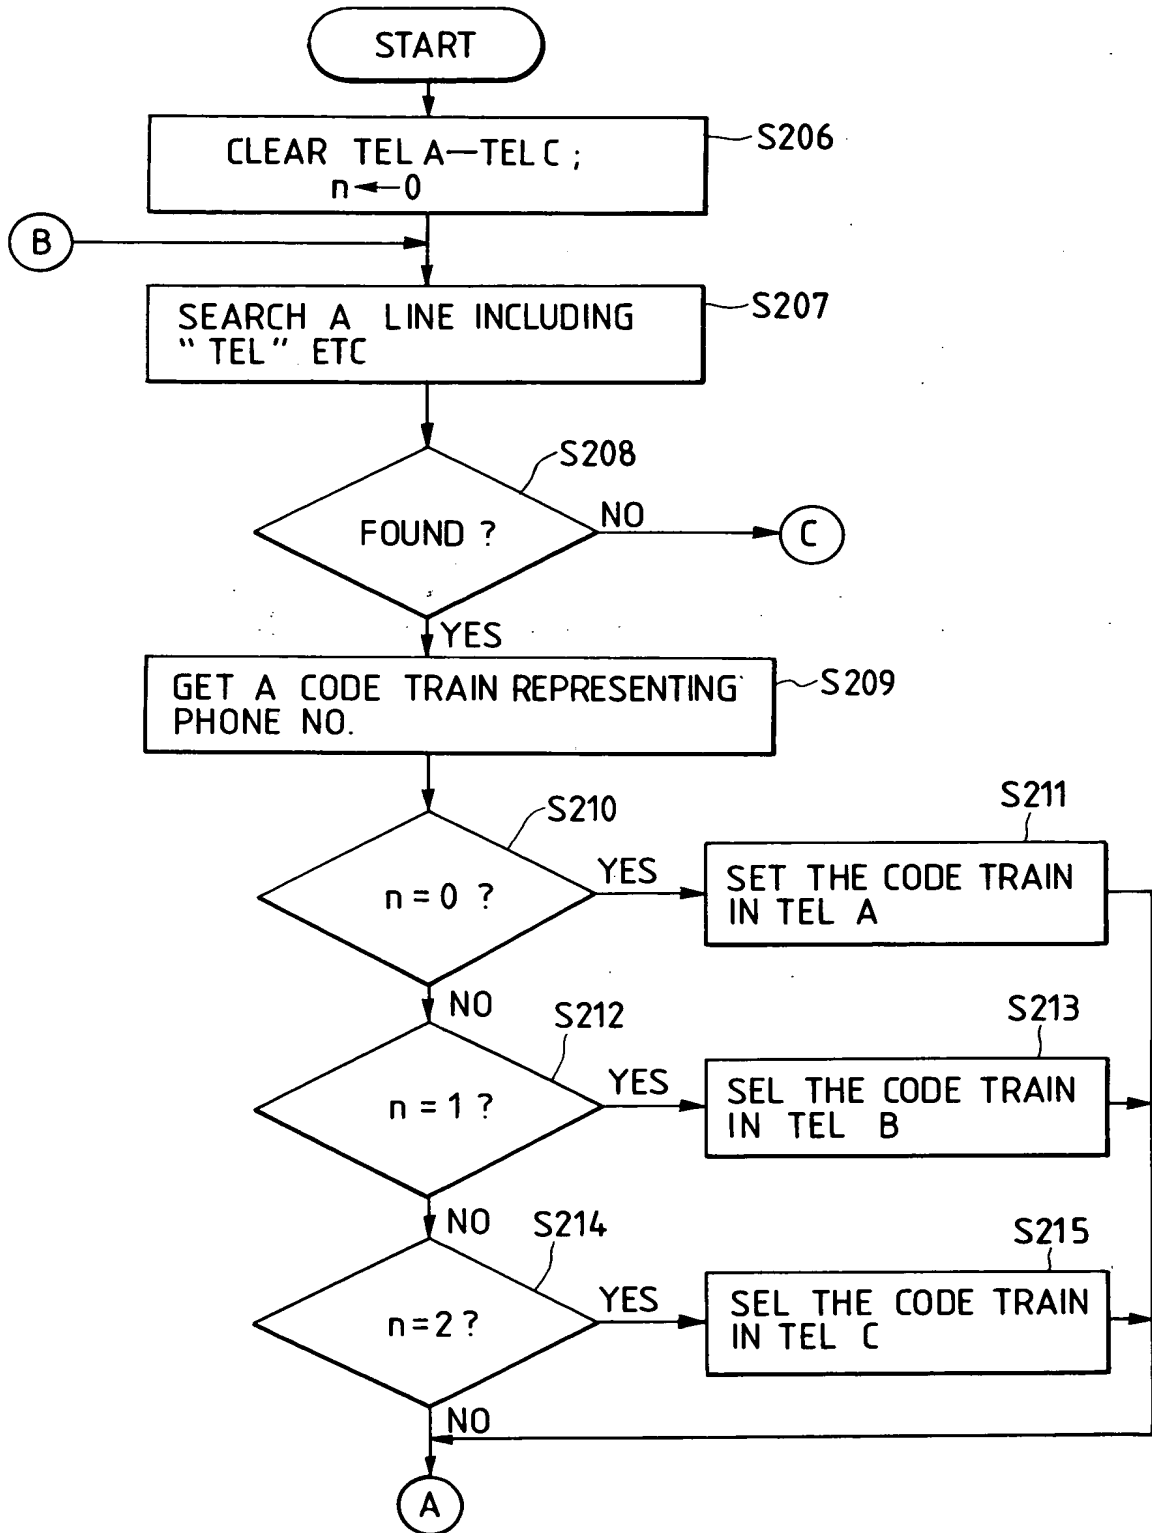 START
CLEAR TEL A—TEL C ;
n←0
S206
B
SEARCH A LINE INCLUDING
"TEL" ETC
S207
S208
FOUND ?
NO
C
YES
GET A CODE TRAIN REPRESENTING
PHONE NO.
S209
S210
n = 0 ?
YES
S211
SET THE CODE TRAIN
IN TEL A
NO
S212
n = 1 ?
YES
S213
SEL THE CODE TRAIN
IN TEL B
NO
S214
n = 2 ?
YES
S215
SEL THE CODE TRAIN
IN TEL C
NO
A